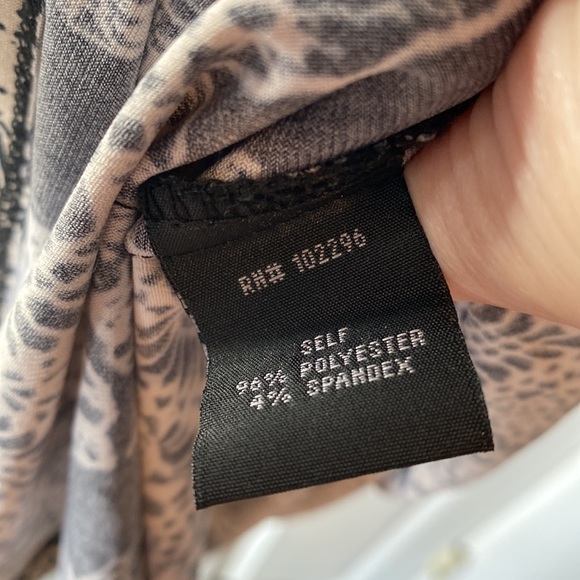 RN# 102296
SELF
96% POLYESTER
4% SPANDEX